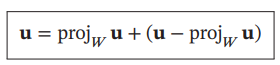 u = proj_W u + (u − proj_W u)